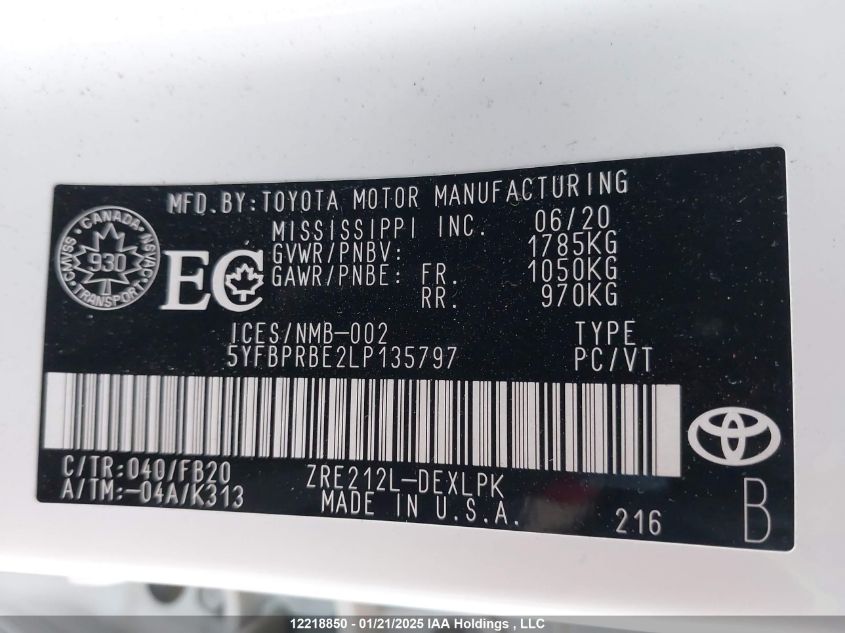 MFD. BY: TOYOTA MOTOR MANUFACTURING
MISSISSIPPI INC. 06/20
GVWR/PNBV: 1785KG
GAWR/PNBE: FR. 1050KG
RR. 970KG
CANADA
CMVSS NSVAC
930
TRANSPORT
EC
ICES/NMB-002 TYPE
5YFBPRBE2LP135797 PC/VT
C/TR: 040/FB20 ZRE212L-DEXLPK
A/TM: -04A/K313 MADE IN U.S.A.
216 B
12218850 - 01/21/2025 IAA Holdings , LLC